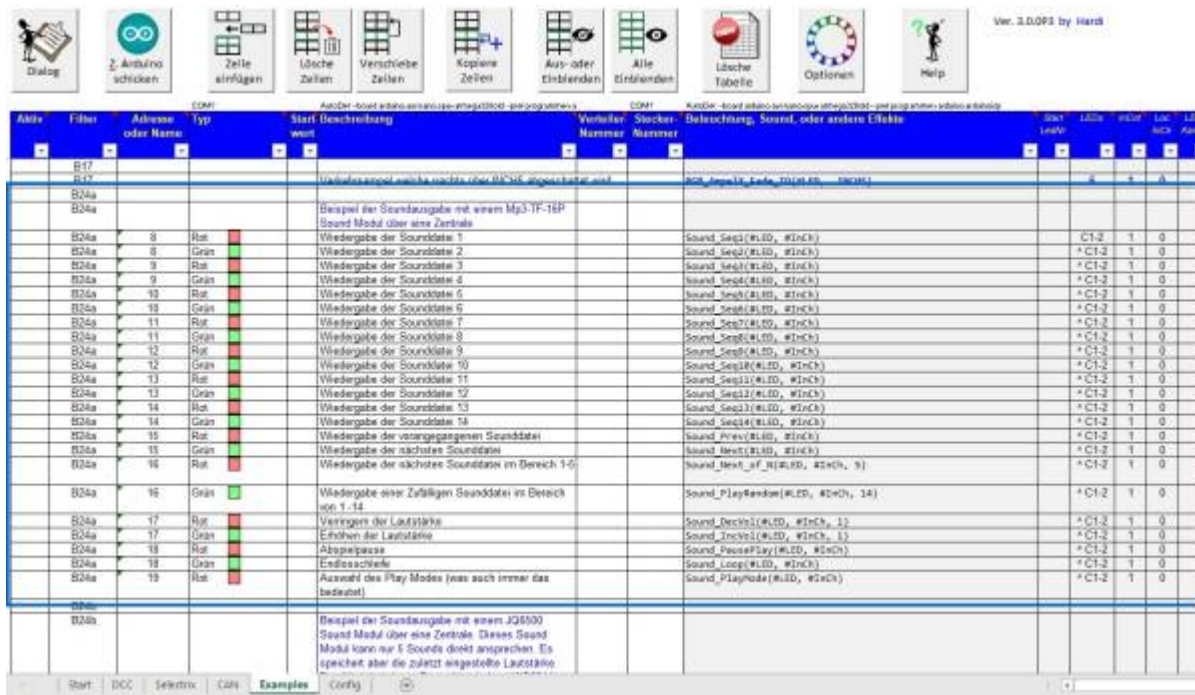 Ver. 3.0.0P3 by Hardi
Dialog
Z. Arduino schicken
Zeile einfügen
Lösche Zeilen
Verschiebe Zeilen
Kopiere Zeilen
Aus- oder Einblenden
Alle Einblenden
Lösche Tabelle
Optionen
Help
COM1
COM1
Aktiv Filter Adresse oder Name Typ Start wert Beschreibung Verteiler Nummer Stecker Nummer Beleuchtung, Sound, oder andere Effekte Start LedNr LEDs InCnt Loc InCh
B17
B17
B24a
B24a Beispiel der Soundausgabe mit einem Mp3-TF-16P
Sound Modul über eine Zentrale
B24a 8 Rot Wiedergabe der Sounddatei 1 Sound_Seq1(#LED, #InCh) C1-2 1 0
B24a 8 Grün Wiedergabe der Sounddatei 2 Sound_Seq2(#LED, #InCh) ^ C1-2 1 0
B24a 9 Rot Wiedergabe der Sounddatei 3 Sound_Seq3(#LED, #InCh) ^ C1-2 1 0
B24a 9 Grün Wiedergabe der Sounddatei 4 Sound_Seq4(#LED, #InCh) ^ C1-2 1 0
B24a 10 Rot Wiedergabe der Sounddatei 5 Sound_Seq5(#LED, #InCh) ^ C1-2 1 0
B24a 10 Grün Wiedergabe der Sounddatei 6 Sound_Seq6(#LED, #InCh) ^ C1-2 1 0
B24a 11 Rot Wiedergabe der Sounddatei 7 Sound_Seq7(#LED, #InCh) ^ C1-2 1 0
B24a 11 Grün Wiedergabe der Sounddatei 8 Sound_Seq8(#LED, #InCh) ^ C1-2 1 0
B24a 12 Rot Wiedergabe der Sounddatei 9 Sound_Seq9(#LED, #InCh) ^ C1-2 1 0
B24a 12 Grün Wiedergabe der Sounddatei 10 Sound_Seq10(#LED, #InCh) ^ C1-2 1 0
B24a 13 Rot Wiedergabe der Sounddatei 11 Sound_Seq11(#LED, #InCh) ^ C1-2 1 0
B24a 13 Grün Wiedergabe der Sounddatei 12 Sound_Seq12(#LED, #InCh) ^ C1-2 1 0
B24a 14 Rot Wiedergabe der Sounddatei 13 Sound_Seq13(#LED, #InCh) ^ C1-2 1 0
B24a 14 Grün Wiedergabe der Sounddatei 14 Sound_Seq14(#LED, #InCh) ^ C1-2 1 0
B24a 15 Rot Wiedergabe der vorangegangenen Sounddatei Sound_Prev(#LED, #InCh) ^ C1-2 1 0
B24a 15 Grün Wiedergabe der nächsten Sounddatei Sound_Next(#LED, #InCh) ^ C1-2 1 0
B24a 16 Rot Wiedergabe der nächsten Sounddatei im Bereich Sound_Next_of_N(#LED, #InCh, 5) ^ C1-2 1 0
B24a 16 Grün Wiedergabe einer Zufälligen Sounddatei im Bereich Sound_PlayRandom(#LED, #InCh, 14) ^ C1-2 1 0
von 1 -14
B24a 17 Rot Verringern der Lautstärke Sound_DecVol(#LED, #InCh, 1) ^ C1-2 1 0
B24a 17 Grün Erhöhen der Lautstärke Sound_IncVol(#LED, #InCh, 1) ^ C1-2 1 0
B24a 18 Rot Abspielpause Sound_PausePlay(#LED, #InCh) ^ C1-2 1 0
B24a 18 Grün Endlosschleife Sound_Loop(#LED, #InCh) ^ C1-2 1 0
B24a 19 Rot Auswahl des Play Modes (was auch immer das Sound_PlayMode(#LED, #InCh) ^ C1-2 1 0
bedeutet)
B24b Beispiel der Soundausgabe mit einem JQ6500
Sound Modul über eine Zentrale. Dieses Sound
Modul kann nur 5 Sounds direkt ansprechen. Es
speichert aber die zuletzt eingestellte Lautstärke
Start DCC Selectrix CAN Examples Config